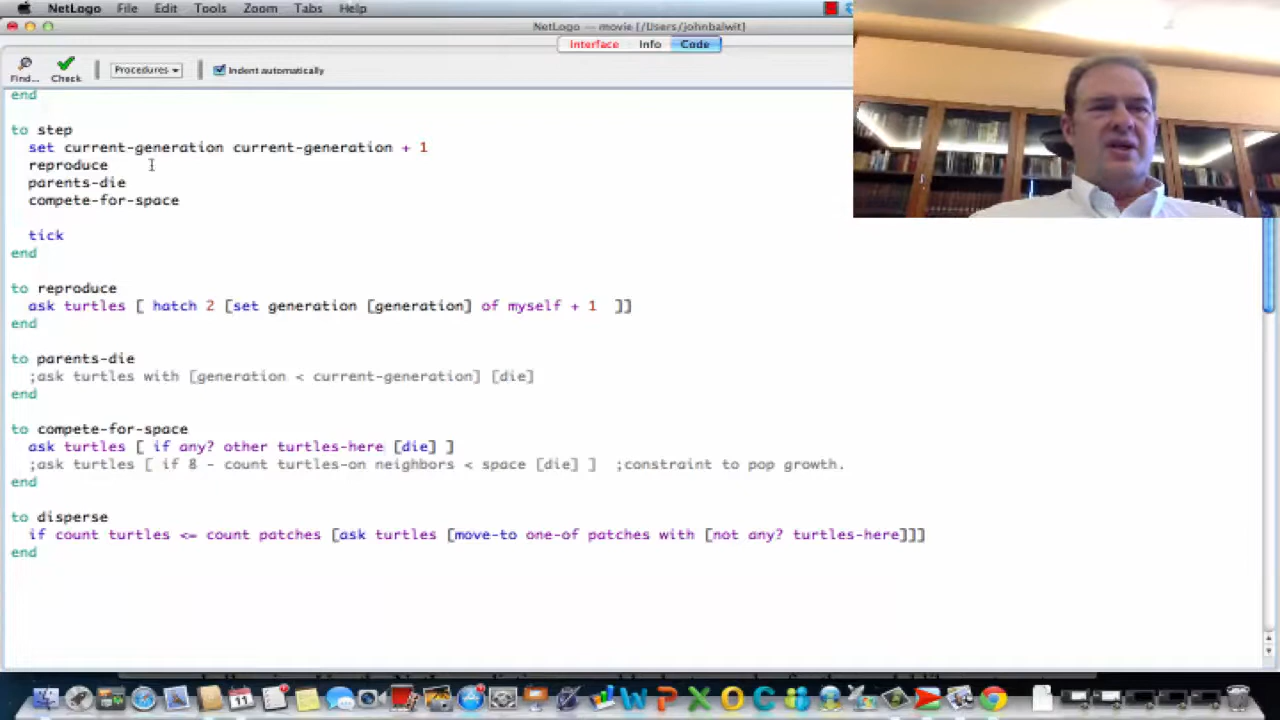 NetLogo File Edit Tools Zoom Tabs Help
NetLogo — movie [/Users/johnbalwit]
Interface Info Code
Find... Check Procedures Indent automatically
end
to step
set current-generation current-generation + 1
reproduce
parents-die
compete-for-space
tick
end
to reproduce
ask turtles [ hatch 2 [set generation [generation] of myself + 1 ]]
end
to parents-die
;ask turtles with [generation < current-generation] [die]
end
to compete-for-space
ask turtles [ if any? other turtles-here [die] ]
;ask turtles [ if 8 - count turtles-on neighbors < space [die] ] ;constraint to pop growth.
end
to disperse
if count turtles <= count patches [ask turtles [move-to one-of patches with [not any? turtles-here]]]
end